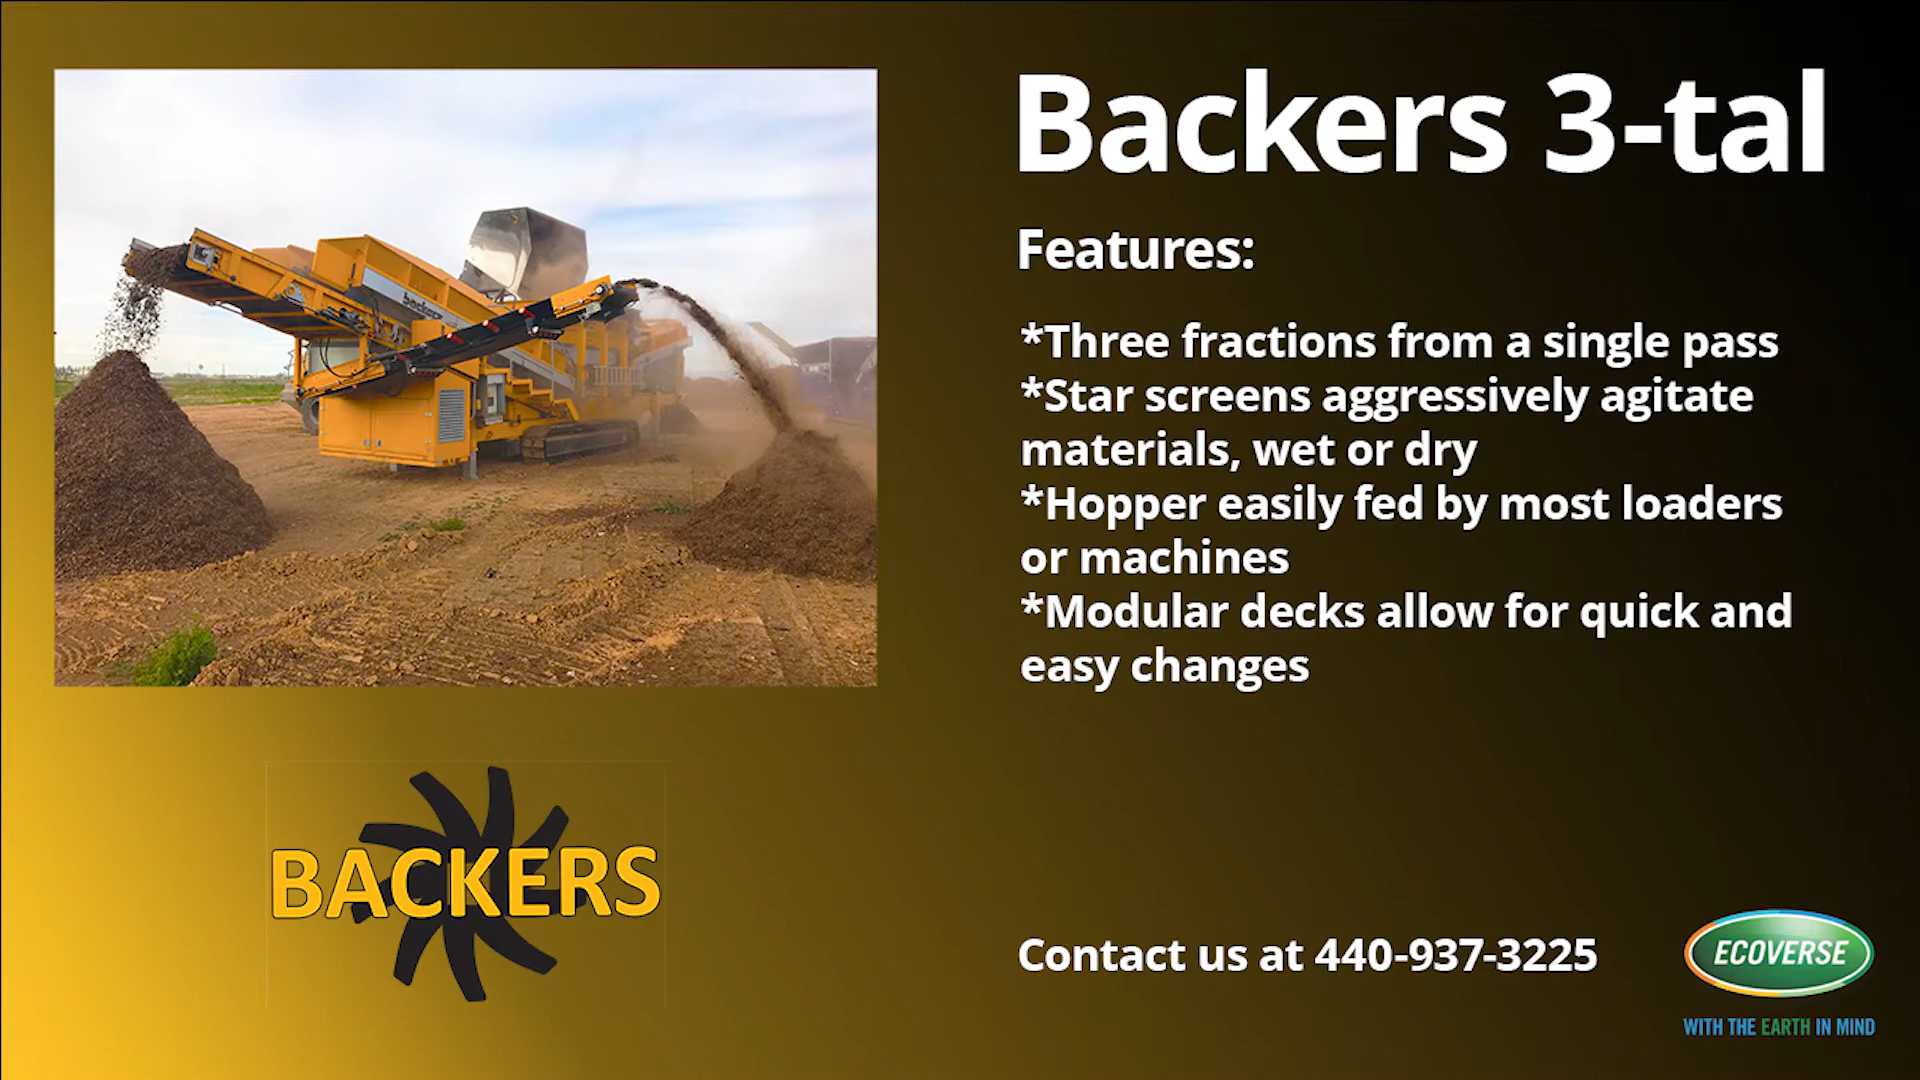 Backers 3-tal
Features:
*Three fractions from a single pass
*Star screens aggressively agitate
materials, wet or dry
*Hopper easily fed by most loaders
or machines
*Modular decks allow for quick and
easy changes
backers
BACKERS
Contact us at 440-937-3225
ECOVERSE
WITH THE EARTH IN MIND